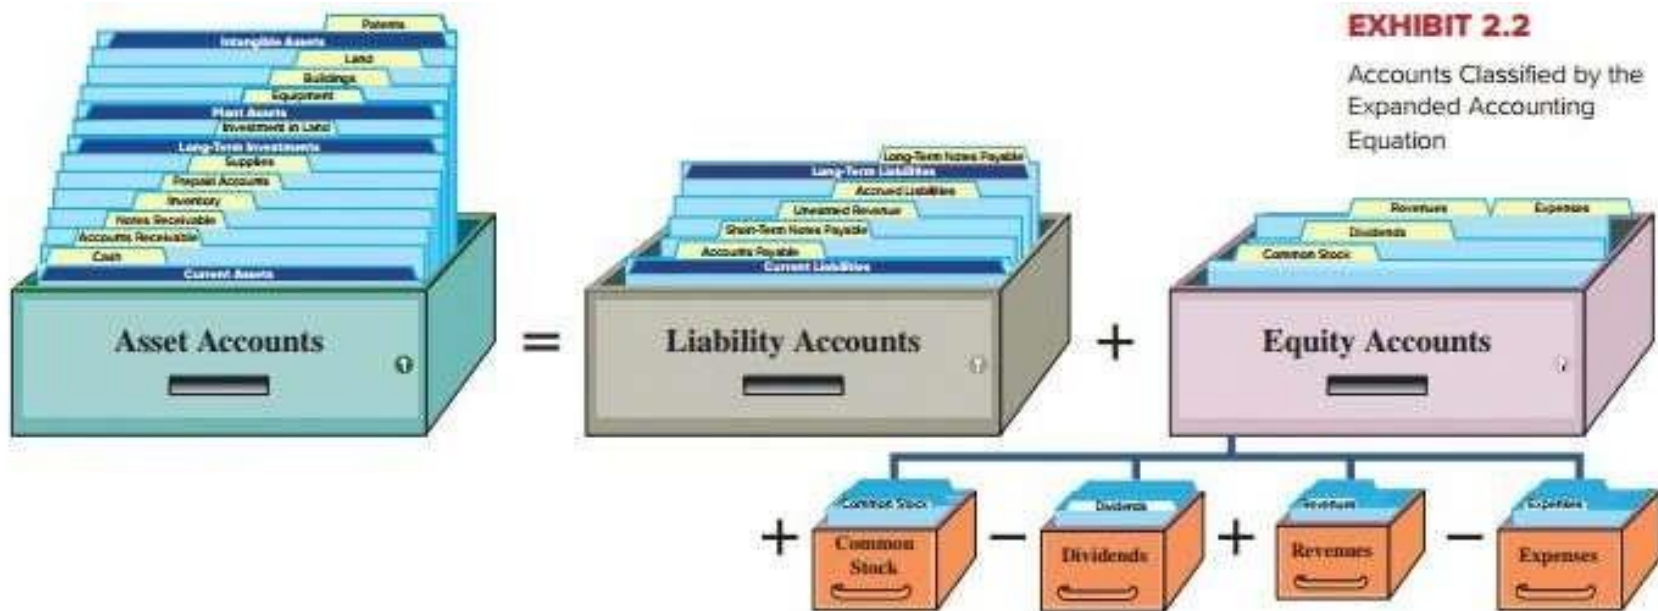 EXHIBIT 2.2
Accounts Classified by the
Expanded Accounting
Equation
Patents
Intangible Assets
Land
Buildings
Equipment
Plant Assets
Investment in Land
Long-Term Investments
Supplies
Prepaid Accounts
Inventory
Notes Receivable
Accounts Receivable
Cash
Current Assets
Asset Accounts
=
Long-Term Notes Payable
Long-Term Liabilities
Accrued Liabilities
Unearned Revenue
Short-Term Notes Payable
Accounts Payable
Current Liabilities
Liability Accounts
+
Revenues Expenses
Dividends
Common Stock
Equity Accounts
+
Common Stock
Common
Stock
−
Dividends
Dividends
+
Revenues
Revenues
−
Expenses
Expenses